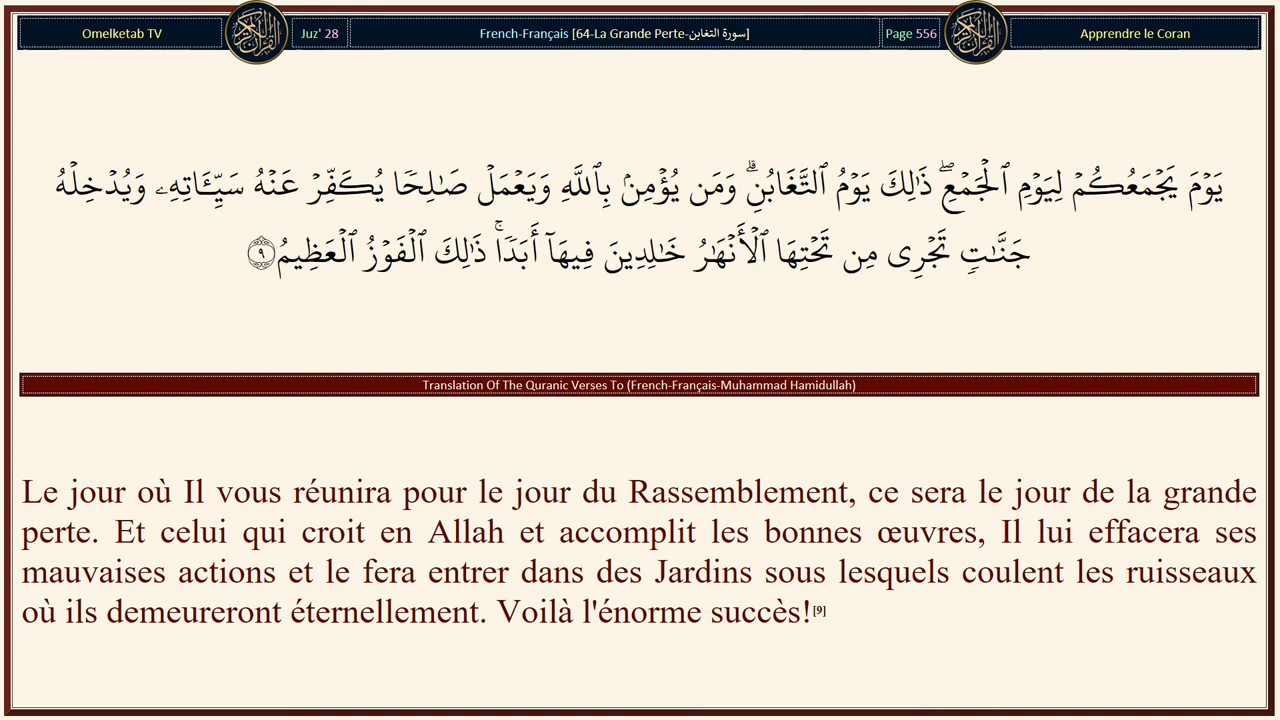 Omelketab TV
Juz' 28
French-Français [64-La Grande Perte-سورة التغابن]
Page 556
Apprendre le Coran
يَوْمَ يَجْمَعُكُمْ لِيَوْمِ ٱلْجَمْعِ ۖ ذَٰلِكَ يَوْمُ ٱلتَّغَابُنِ ۗ وَمَن يُؤْمِنۢ بِٱللَّهِ وَيَعْمَلْ صَـٰلِحًا يُكَفِّرْ عَنْهُ سَيِّـَٔاتِهِۦ وَيُدْخِلْهُ
جَنَّـٰتٍ تَجْرِى مِن تَحْتِهَا ٱلْأَنْهَـٰرُ خَـٰلِدِينَ فِيهَآ أَبَدًا ۚ ذَٰلِكَ ٱلْفَوْزُ ٱلْعَظِيمُ ٩
Translation Of The Quranic Verses To (French-Français-Muhammad Hamidullah)
Le jour où Il vous réunira pour le jour du Rassemblement, ce sera le jour de la grande
perte. Et celui qui croit en Allah et accomplit les bonnes œuvres, Il lui effacera ses
mauvaises actions et le fera entrer dans des Jardins sous lesquels coulent les ruisseaux
où ils demeureront éternellement. Voilà l'énorme succès![9]